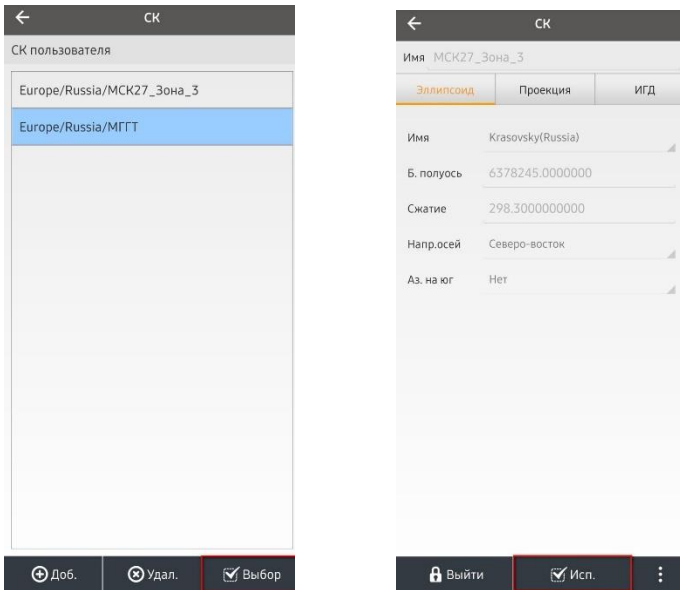 СК
СК пользователя
Europe/Russia/МСК27_Зона_3
Europe/Russia/МГГТ
Доб.
Удал.
Выбор
СК
Имя МСК27_Зона_3
Эллипсоид Проекция ИГД
Имя Krasovsky(Russia)
Б. полуось 6378245.0000000
Сжатие 298.3000000000
Напр.осей Северо-восток
Аз. на юг Нет
Выйти
Исп.